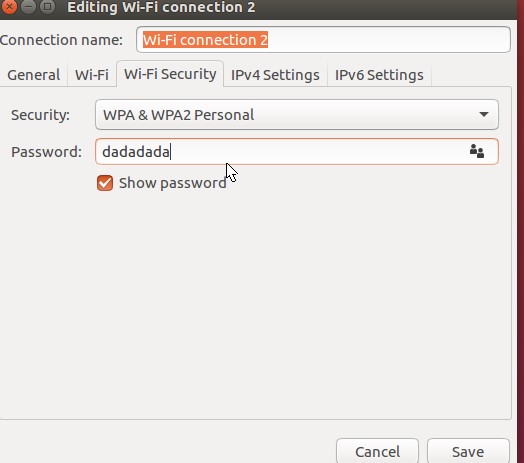 Editing Wi-Fi connection 2
Connection name: Wi-Fi connection 2
General Wi-Fi Wi-Fi Security IPv4 Settings IPv6 Settings
Security: WPA & WPA2 Personal
Password: dadadada
Show password
Cancel Save